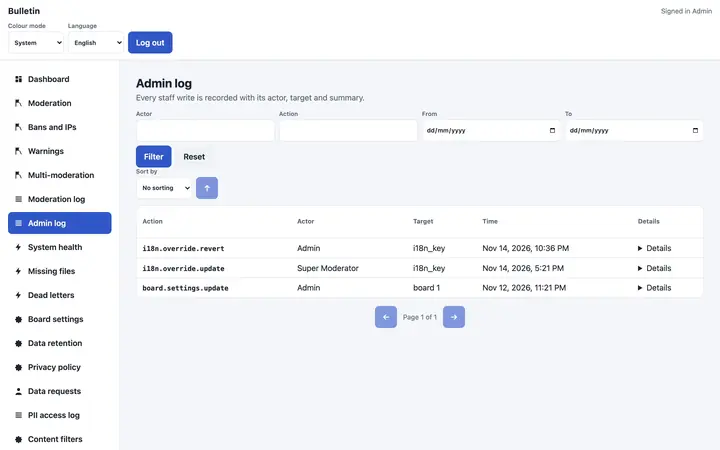 Bulletin
Signed in Admin
Colour mode
Language
System
English
Log out
Dashboard
Moderation
Bans and IPs
Warnings
Multi-moderation
Moderation log
Admin log
System health
Missing files
Dead letters
Board settings
Data retention
Privacy policy
Data requests
PII access log
Content filters
Admin log
Every staff write is recorded with its actor, target and summary.
Actor
Action
From
To
dd/mm/yyyy
dd/mm/yyyy
Filter
Reset
Sort by
No sorting
↑
Action Actor Target Time Details
i18n.override.revert Admin i18n_key Nov 14, 2026, 10:36 PM ▶ Details
i18n.override.update Super Moderator i18n_key Nov 14, 2026, 5:21 PM ▶ Details
board.settings.update Admin board 1 Nov 12, 2026, 11:21 PM ▶ Details
← Page 1 of 1 →